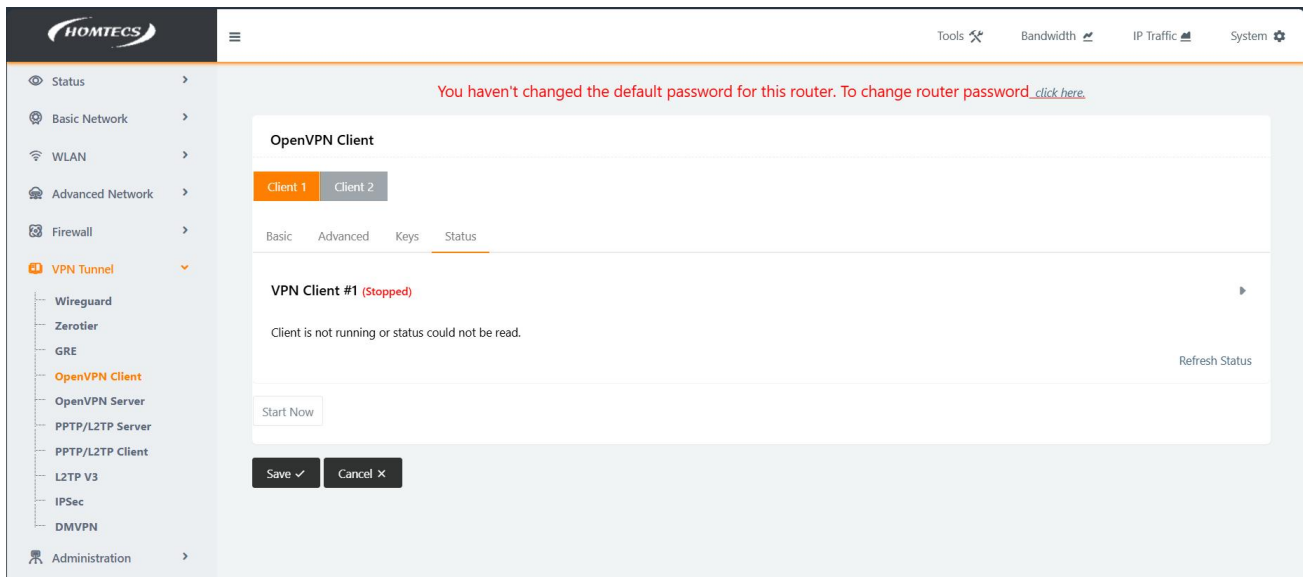 HOMTECS
Tools Bandwidth IP Traffic System
Status
Basic Network
WLAN
Advanced Network
Firewall
VPN Tunnel
Wireguard
Zerotier
GRE
OpenVPN Client
OpenVPN Server
PPTP/L2TP Server
PPTP/L2TP Client
L2TP V3
IPSec
DMVPN
Administration
You haven't changed the default password for this router. To change router password click here.
OpenVPN Client
Client 1 Client 2
Basic Advanced Keys Status
VPN Client #1 (Stopped)
Client is not running or status could not be read.
Refresh Status
Start Now
Save Cancel